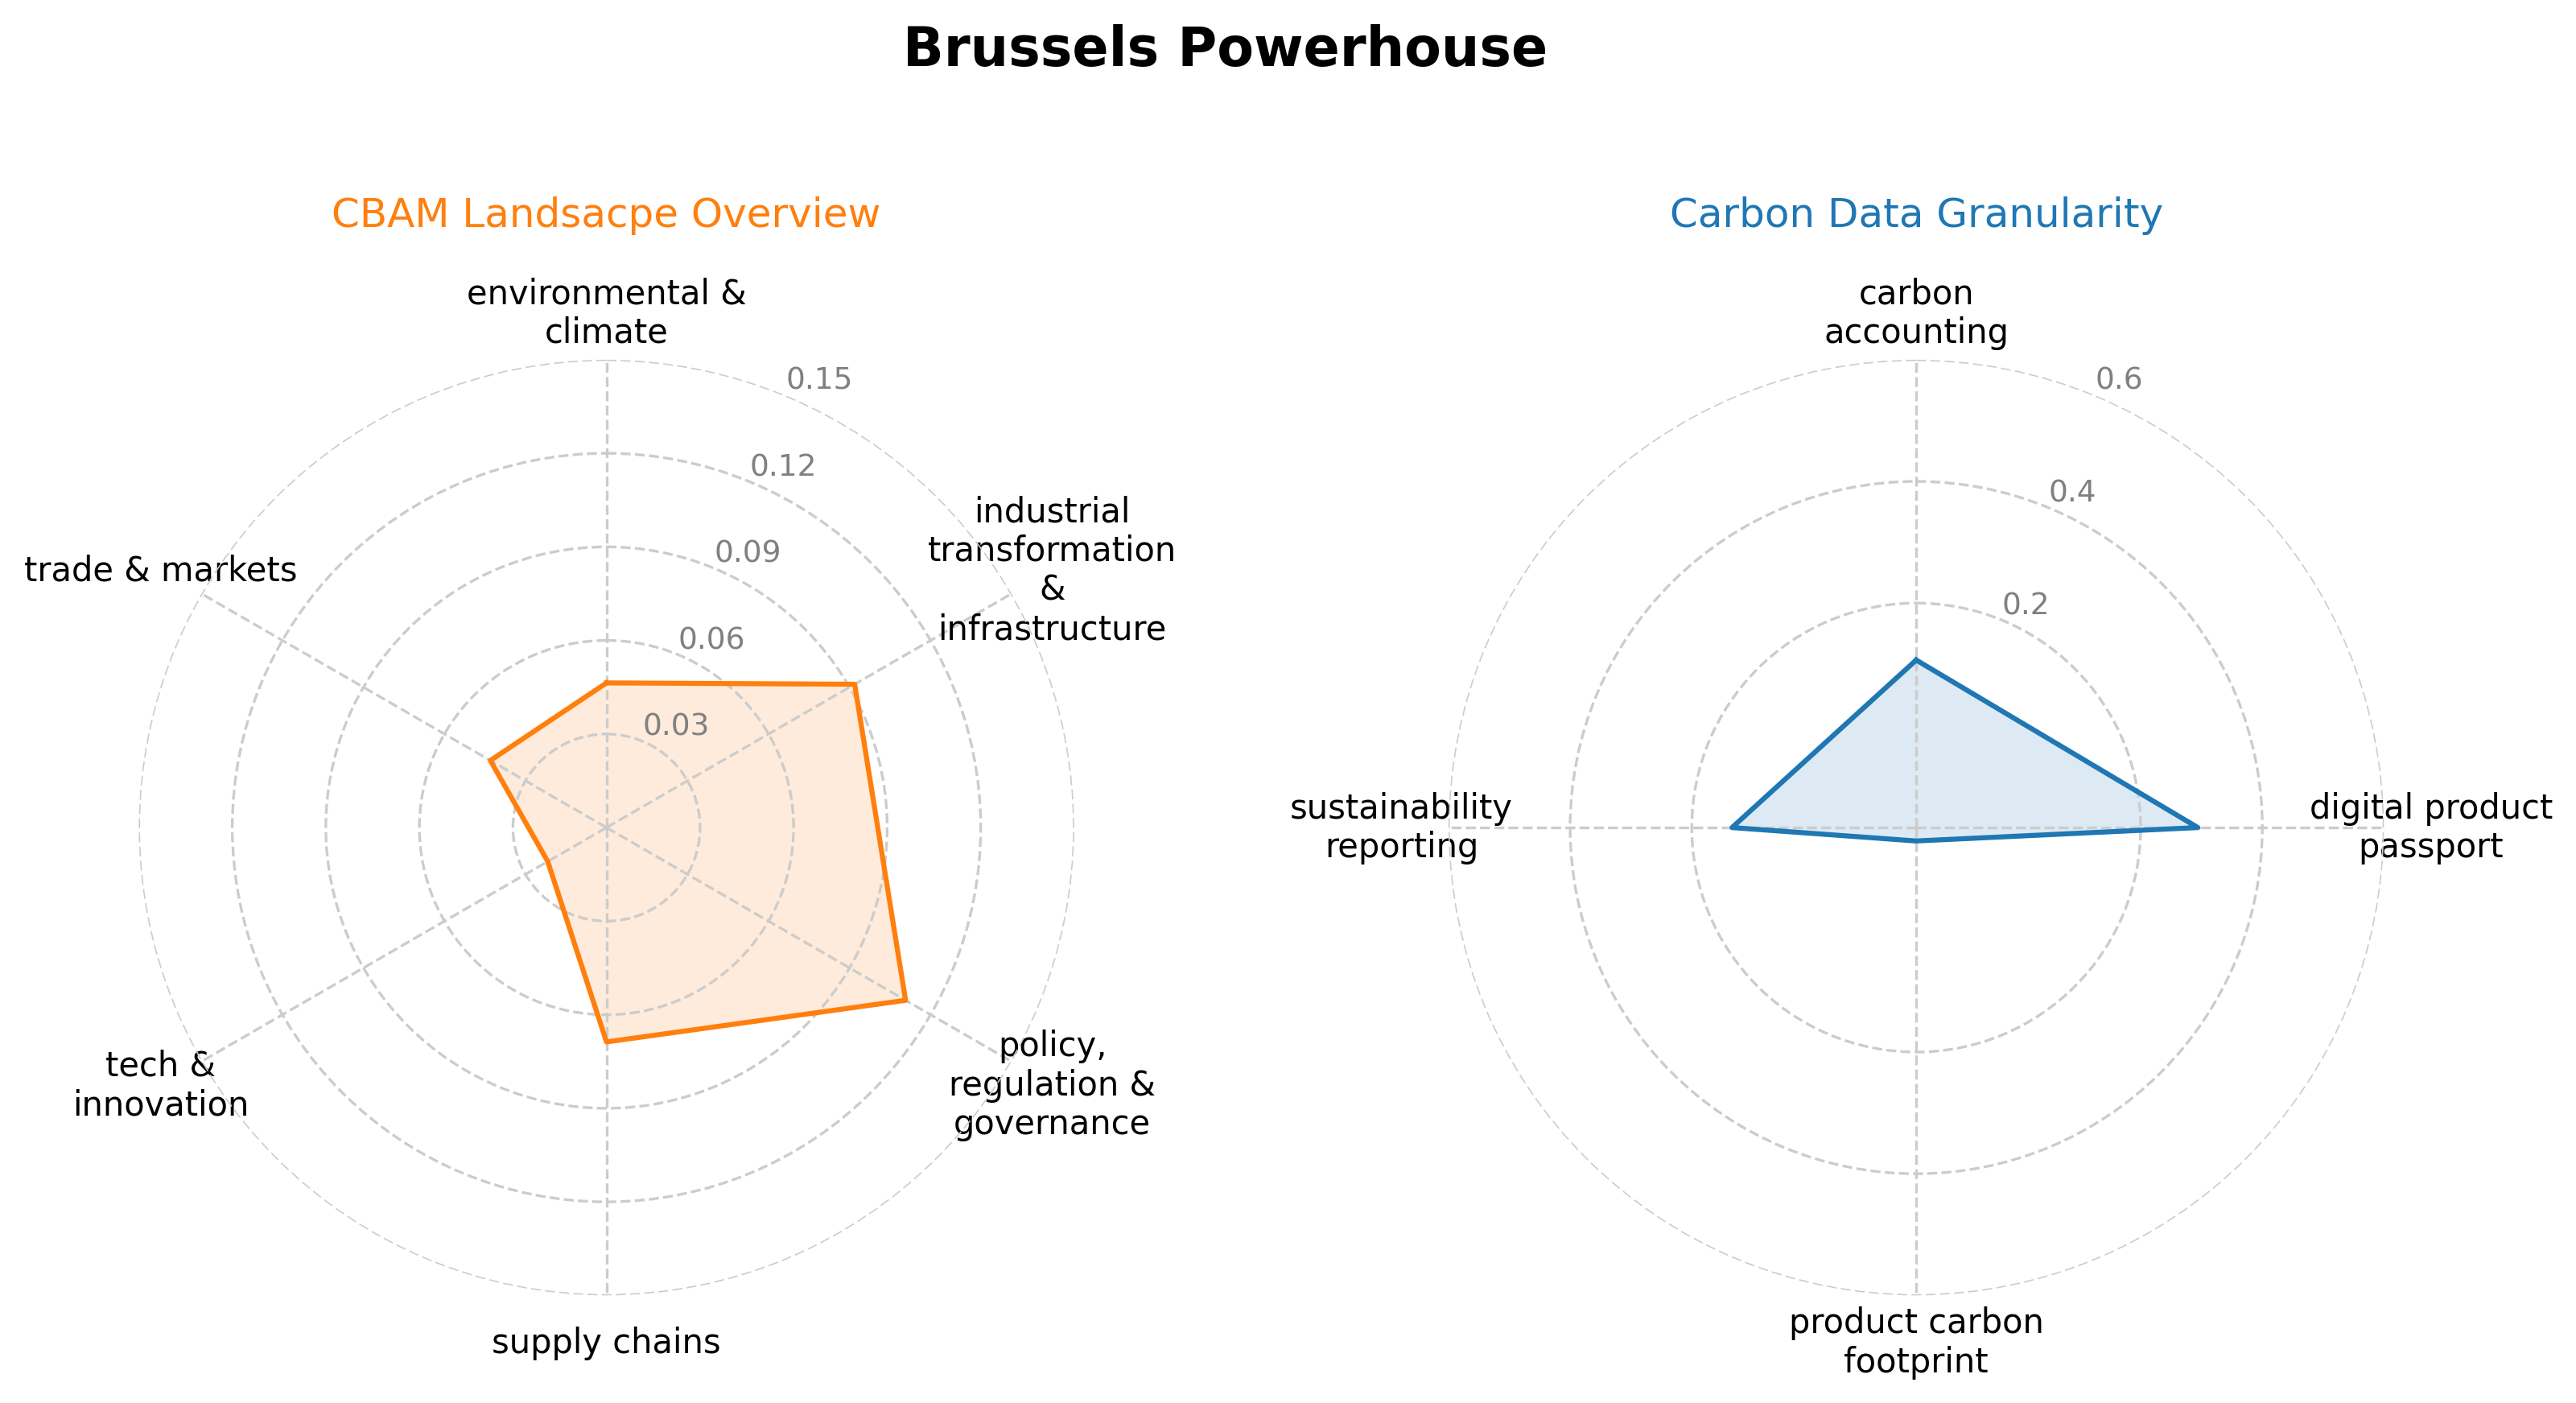 Brussels Powerhouse
CBAM Landsacpe Overview
environmental &
climate
0.15
0.12
0.09
0.06
0.03
industrial
transformation
&
infrastructure
trade & markets
tech &
innovation
policy,
regulation &
governance
supply chains
Carbon Data Granularity
carbon
accounting
0.6
0.4
0.2
sustainability
reporting
digital product
passport
product carbon
footprint